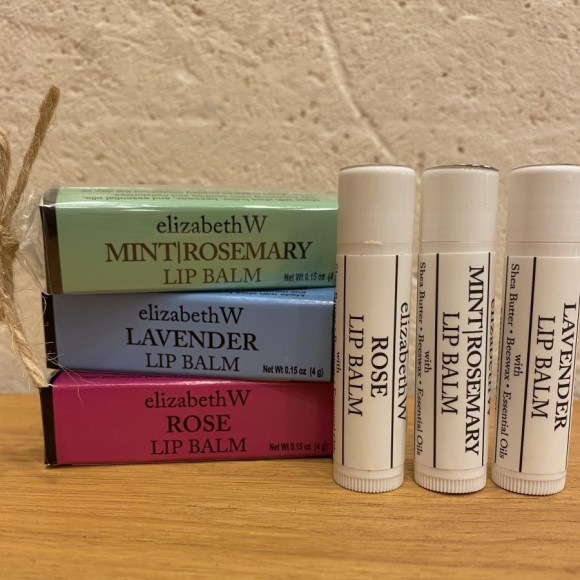 elizabethW
MINT|ROSEMARY
LIP BALM
Net Wt 0.15 oz (4
elizabethW
LAVENDER
LIP BALM
Net Wt 0.15 oz (4 g)
elizabethW
ROSE
LIP BALM
Net Wt 0.15 oz (4 g)
elizabethW
ROSE
LIP BALM
with
MINT|ROSEMARY
LIP BALM
with
Shea Butter • Beeswax • Essential Oils
LAVENDER
LIP BALM
with
Shea Butter • Beeswax • Essential Oils